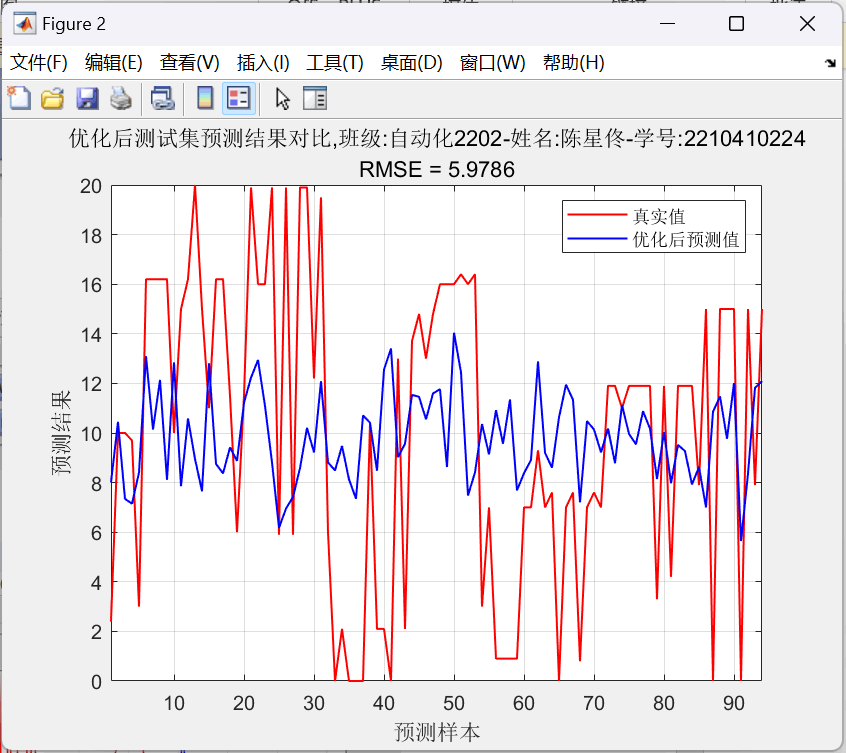 Figure 2
文件(F) 编辑(E) 查看(V) 插入(I) 工具(T) 桌面(D) 窗口(W) 帮助(H)
优化后测试集预测结果对比,班级:自动化2202-姓名:陈星佟-学号:2210410224
RMSE = 5.9786
真实值
优化后预测值
20
18
16
14
12
10
8
6
4
2
0
预测结果
10 20 30 40 50 60 70 80 90
预测样本